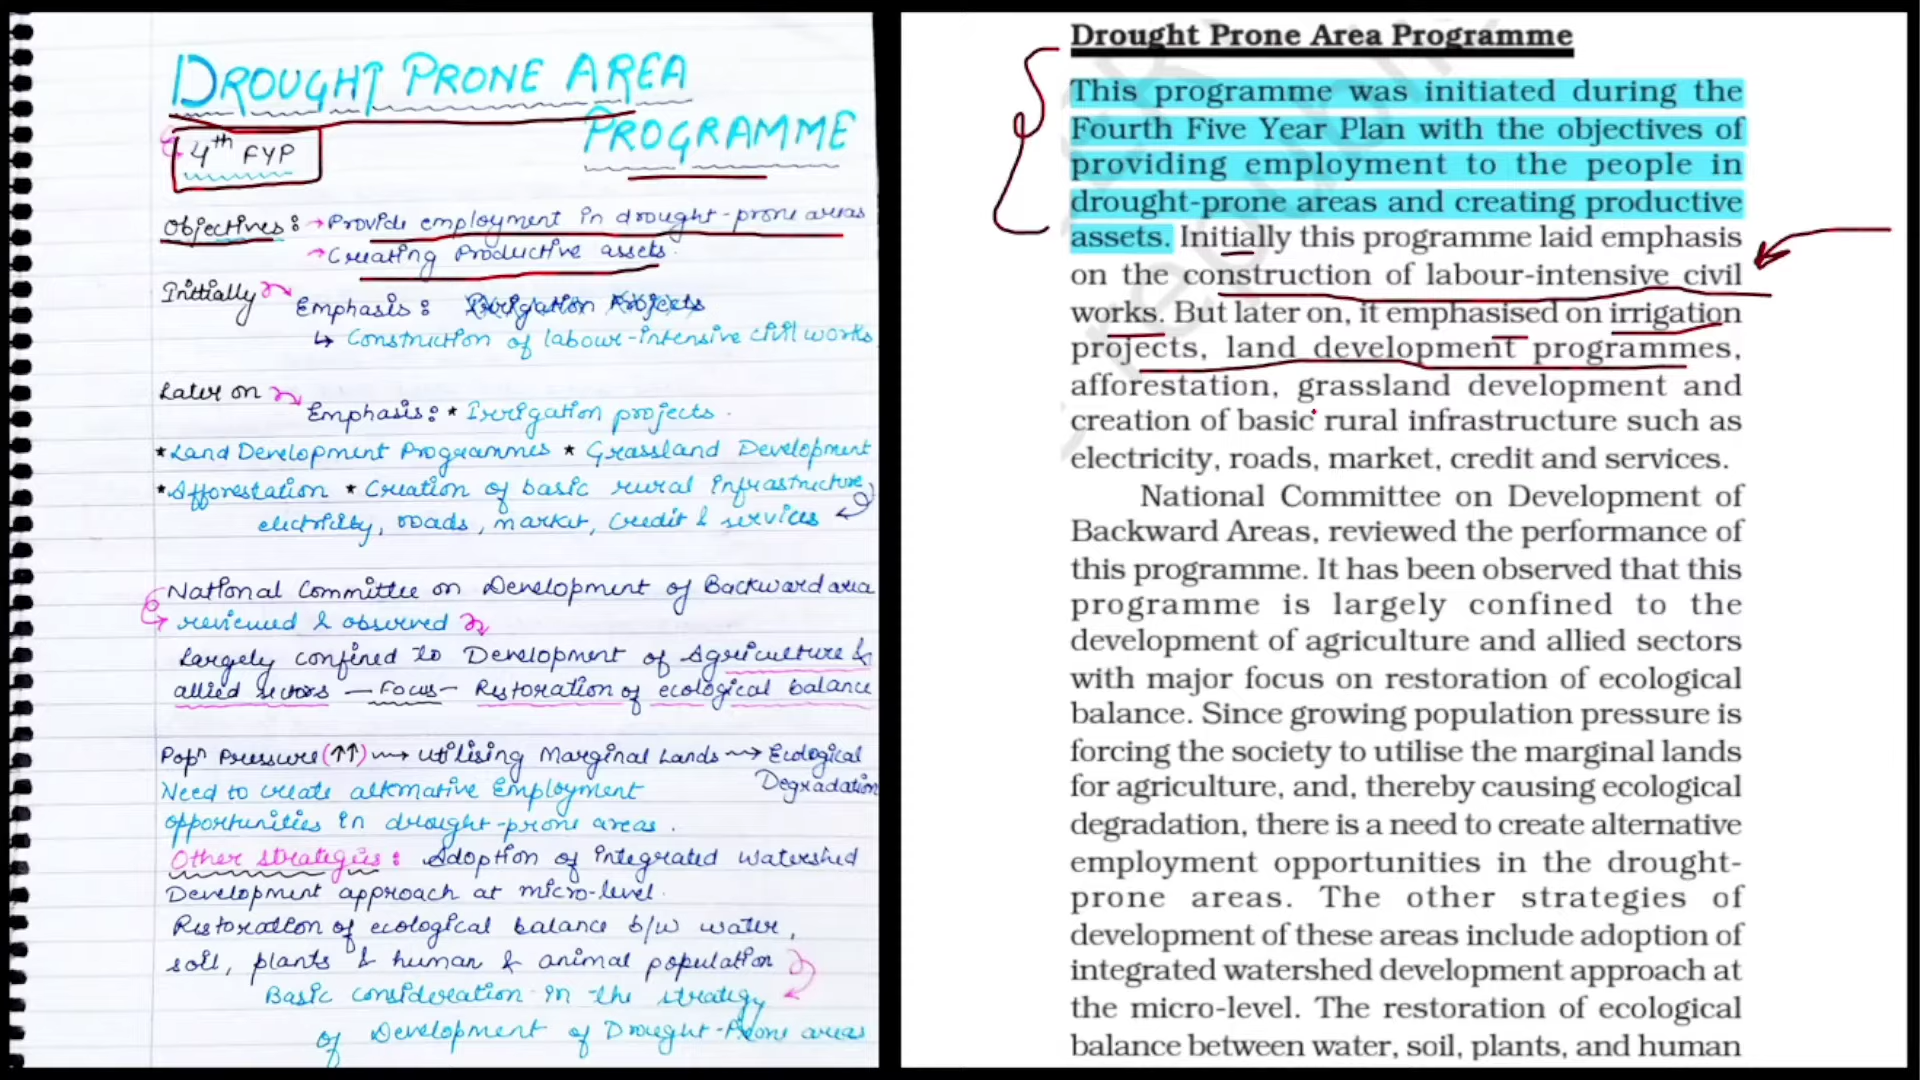 DROUGHT PRONE AREA
PROGRAMME
4th FYP
Objectives: → Provide employment in drought-prone areas
→ Creating Productive assets.
Initially
Emphasis: Irrigation Projects
↳ Construction of labour-intensive civil works
Later on
Emphasis: * Irrigation projects.
* Land Development Programmes * Grassland Development
* Afforestation * Creation of basic rural infrastructure,
electricity, roads, market, credit & services
National Committee on Development of Backward area
reviewed & observed
Largely confined to Development of Agriculture &
allied sectors — Focus — Restoration of ecological balance
Popⁿ Pressure (↑↑) → utilising Marginal Lands → Ecological
Degradation
Need to create alternative Employment
opportunities in drought-prone areas.
Other strategies: Adoption of integrated watershed
Development approach at micro-level.
Restoration of ecological balance b/w water,
soil, plants & human & animal population
Basic consideration in the strategy
of Development of Drought-Prone areas
Drought Prone Area Programme
This programme was initiated during the
Fourth Five Year Plan with the objectives of
providing employment to the people in
drought-prone areas and creating productive
assets. Initially this programme laid emphasis
on the construction of labour-intensive civil
works. But later on, it emphasised on irrigation
projects, land development programmes,
afforestation, grassland development and
creation of basic rural infrastructure such as
electricity, roads, market, credit and services.
National Committee on Development of
Backward Areas, reviewed the performance of
this programme. It has been observed that this
programme is largely confined to the
development of agriculture and allied sectors
with major focus on restoration of ecological
balance. Since growing population pressure is
forcing the society to utilise the marginal lands
for agriculture, and, thereby causing ecological
degradation, there is a need to create alternative
employment opportunities in the drought-
prone areas. The other strategies of
development of these areas include adoption of
integrated watershed development approach at
the micro-level. The restoration of ecological
balance between water, soil, plants, and human